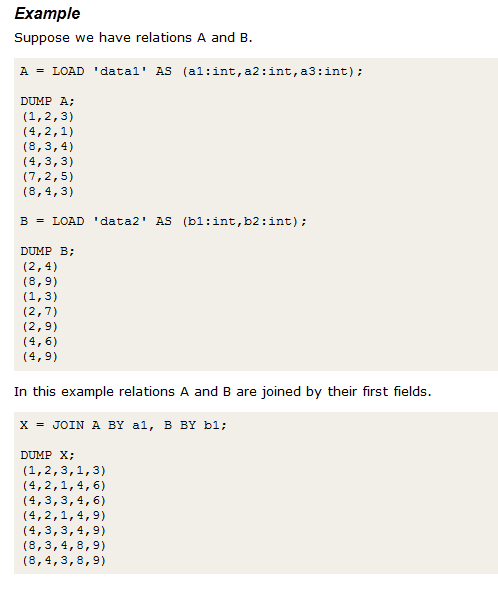 Example
Suppose we have relations A and B.
A = LOAD 'data1' AS (a1:int,a2:int,a3:int);
DUMP A;
(1,2,3)
(4,2,1)
(8,3,4)
(4,3,3)
(7,2,5)
(8,4,3)
B = LOAD 'data2' AS (b1:int,b2:int);
DUMP B;
(2,4)
(8,9)
(1,3)
(2,7)
(2,9)
(4,6)
(4,9)
In this example relations A and B are joined by their first fields.
X = JOIN A BY a1, B BY b1;
DUMP X;
(1,2,3,1,3)
(4,2,1,4,6)
(4,3,3,4,6)
(4,2,1,4,9)
(4,3,3,4,9)
(8,3,4,8,9)
(8,4,3,8,9)